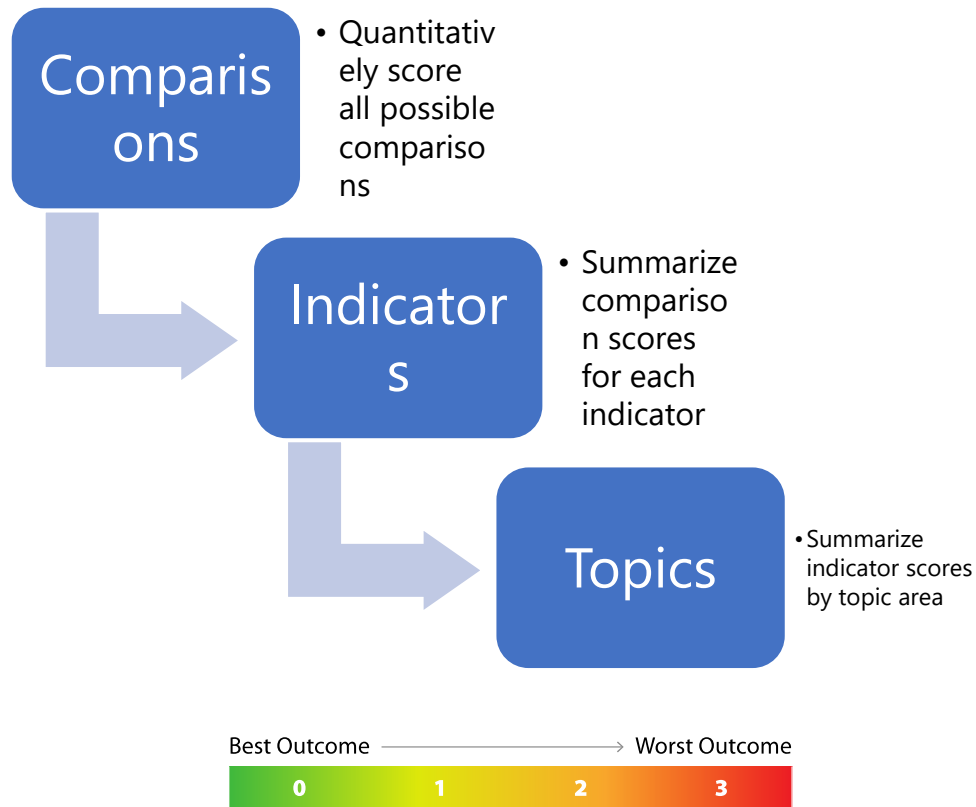 Comparis
ons
• Quantitativ
ely score
all possible
compariso
ns
Indicator
s
• Summarize
compariso
n scores
for each
indicator
Topics
• Summarize
indicator scores
by topic area
Best Outcome Worst Outcome
0 1 2 3